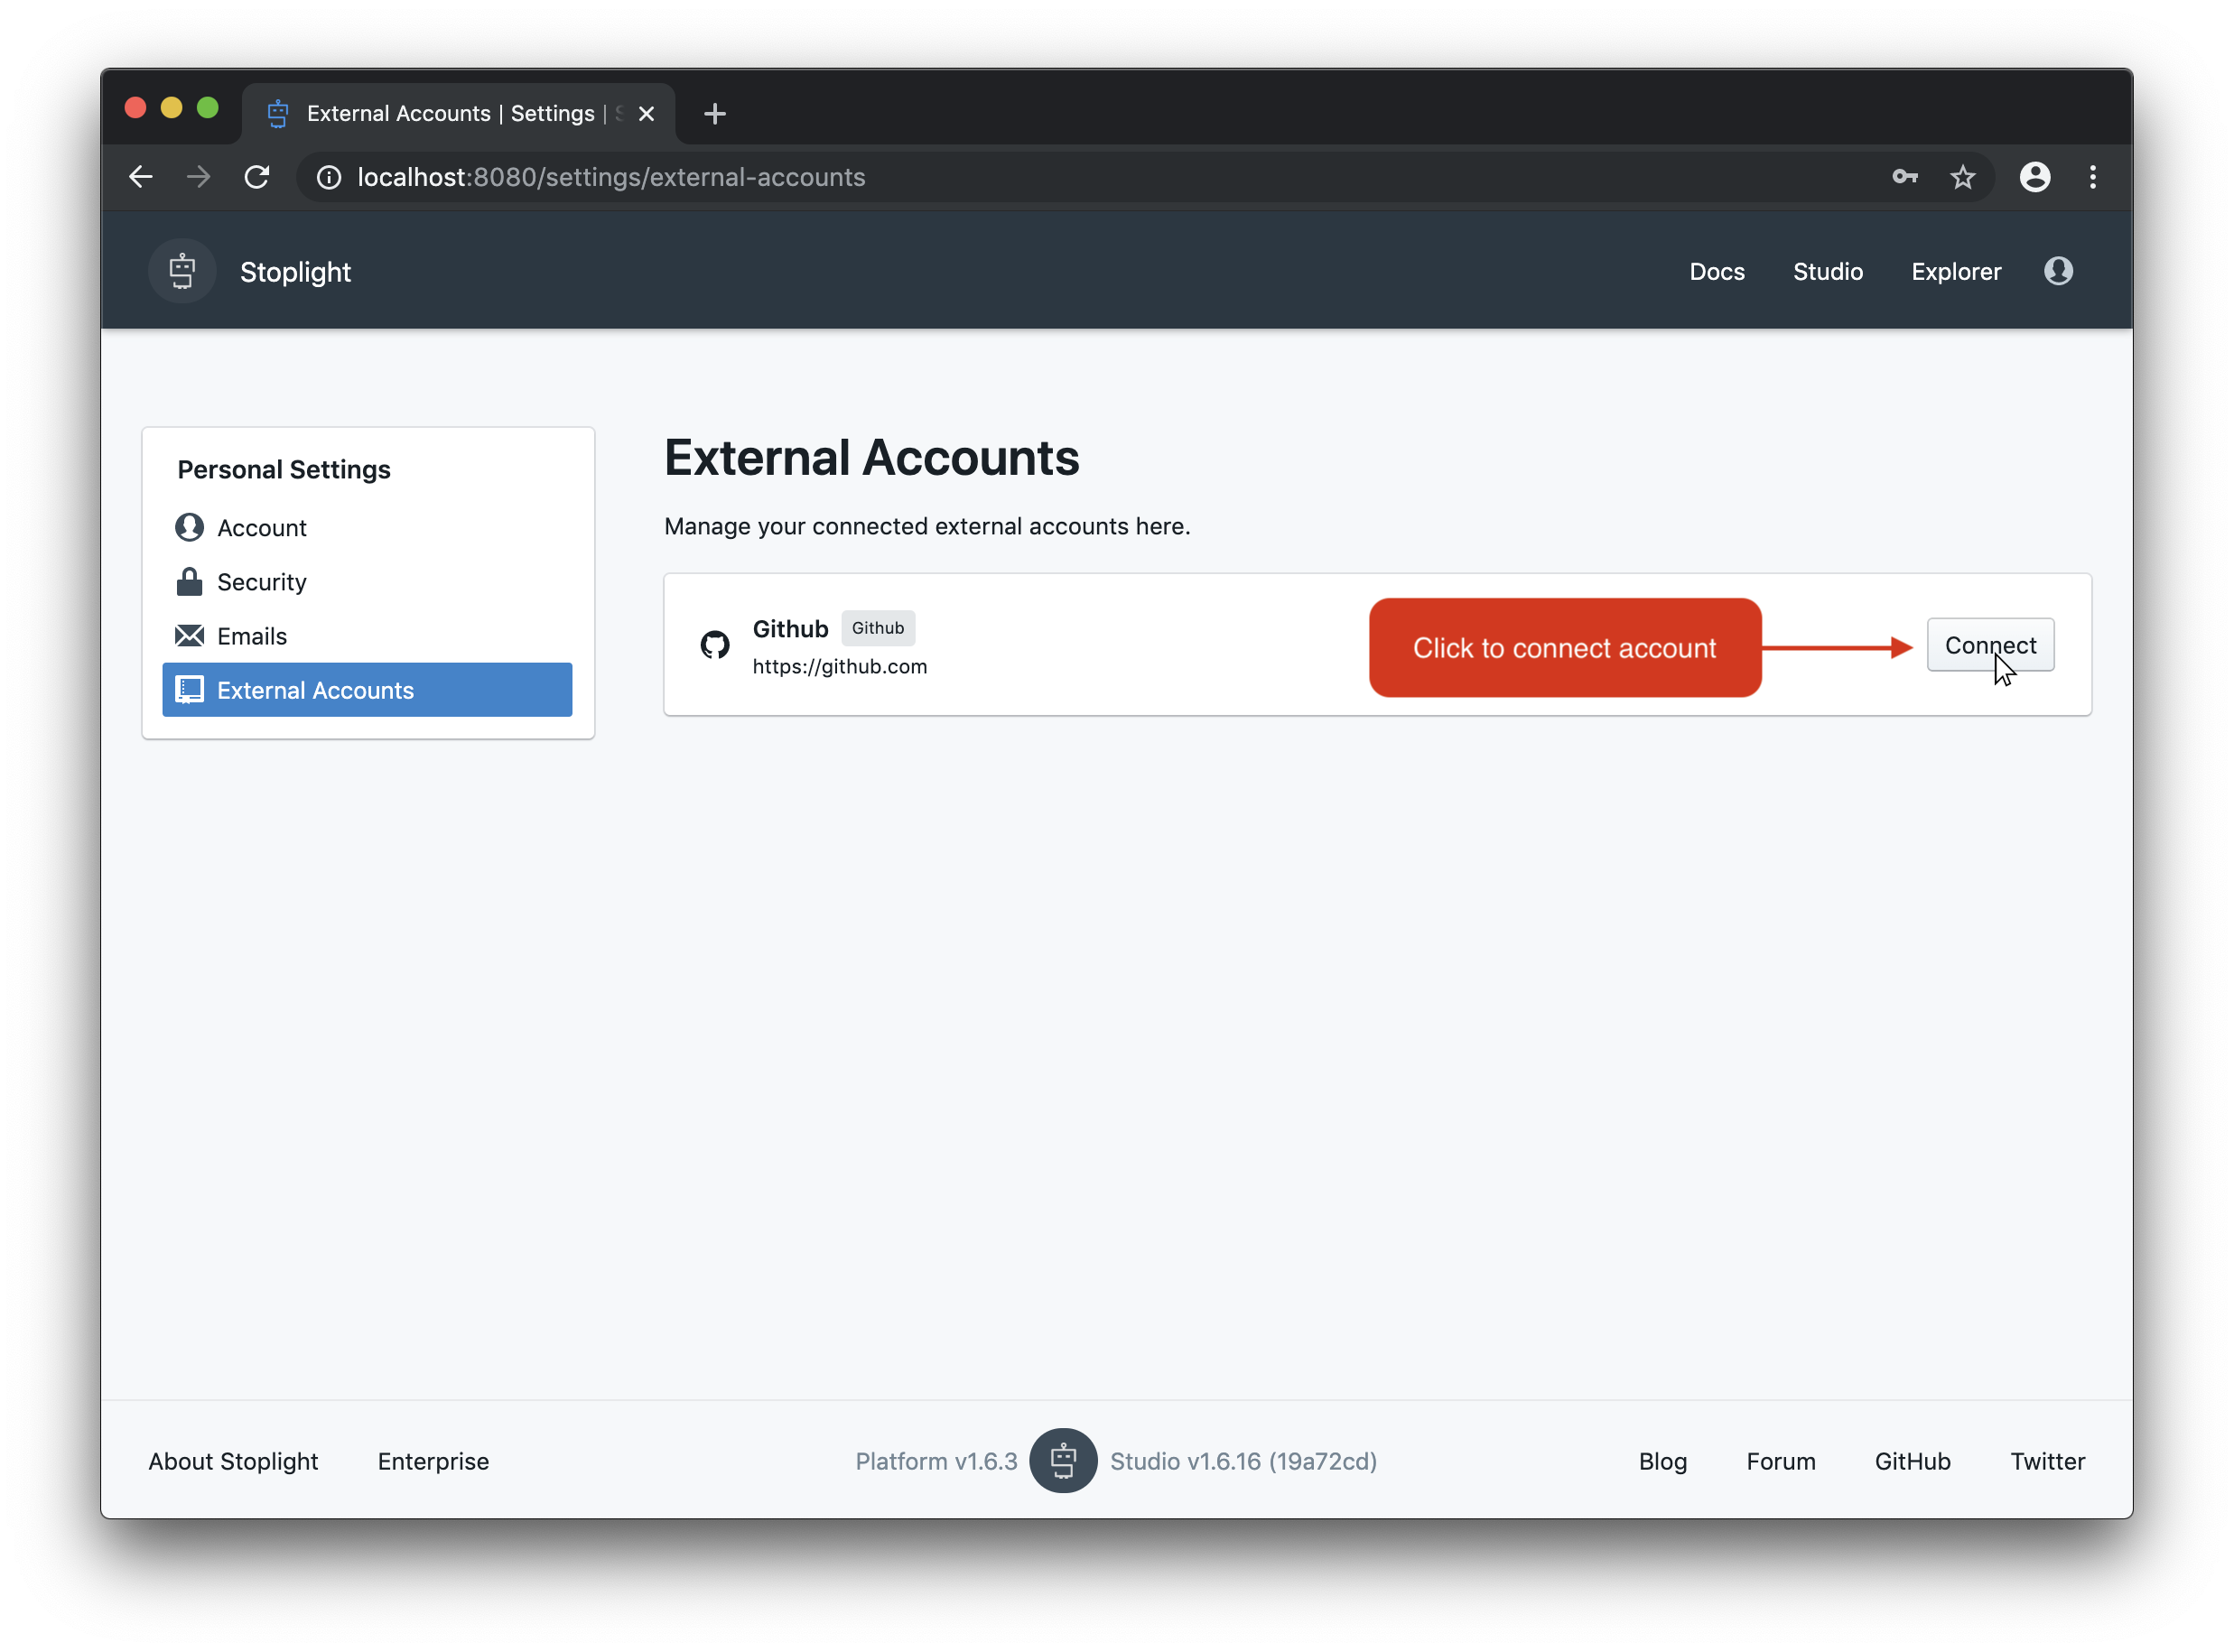 External Accounts | Settings |
localhost:8080/settings/external-accounts
Stoplight
Docs Studio Explorer
Personal Settings
Account
Security
Emails
External Accounts
External Accounts
Manage your connected external accounts here.
Github Github
https://github.com
Click to connect account
Connect
About Stoplight Enterprise Platform v1.6.3 Studio v1.6.16 (19a72cd) Blog Forum GitHub Twitter